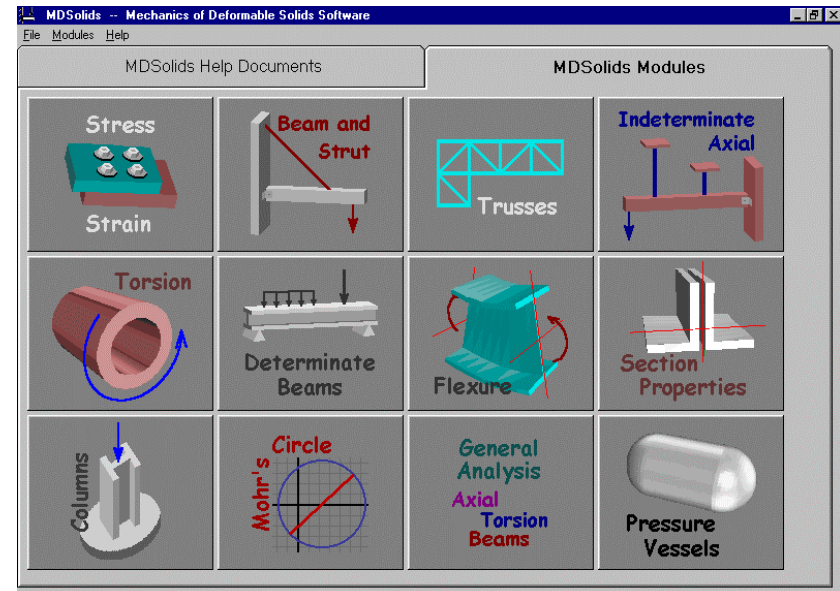 MDSolids -- Mechanics of Deformable Solids Software
File Modules Help
MDSolids Help Documents
MDSolids Modules
Stress
Strain
Beam and
Strut
Trusses
Indeterminate
Axial
Torsion
Determinate
Beams
Flexure
Section
Properties
Columns
Mohr's
Circle
General
Analysis
Axial
Torsion
Beams
Pressure
Vessels